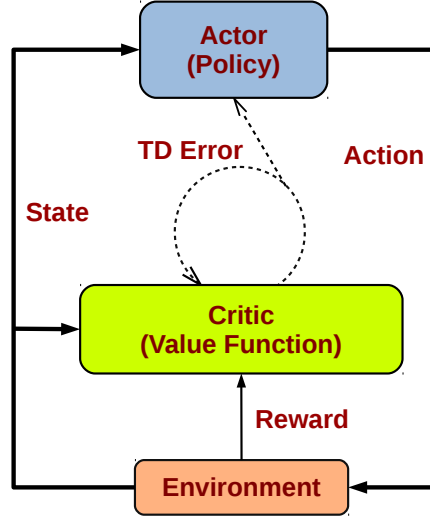 Actor
(Policy)
TD Error
Action
State
Critic
(Value Function)
Reward
Environment